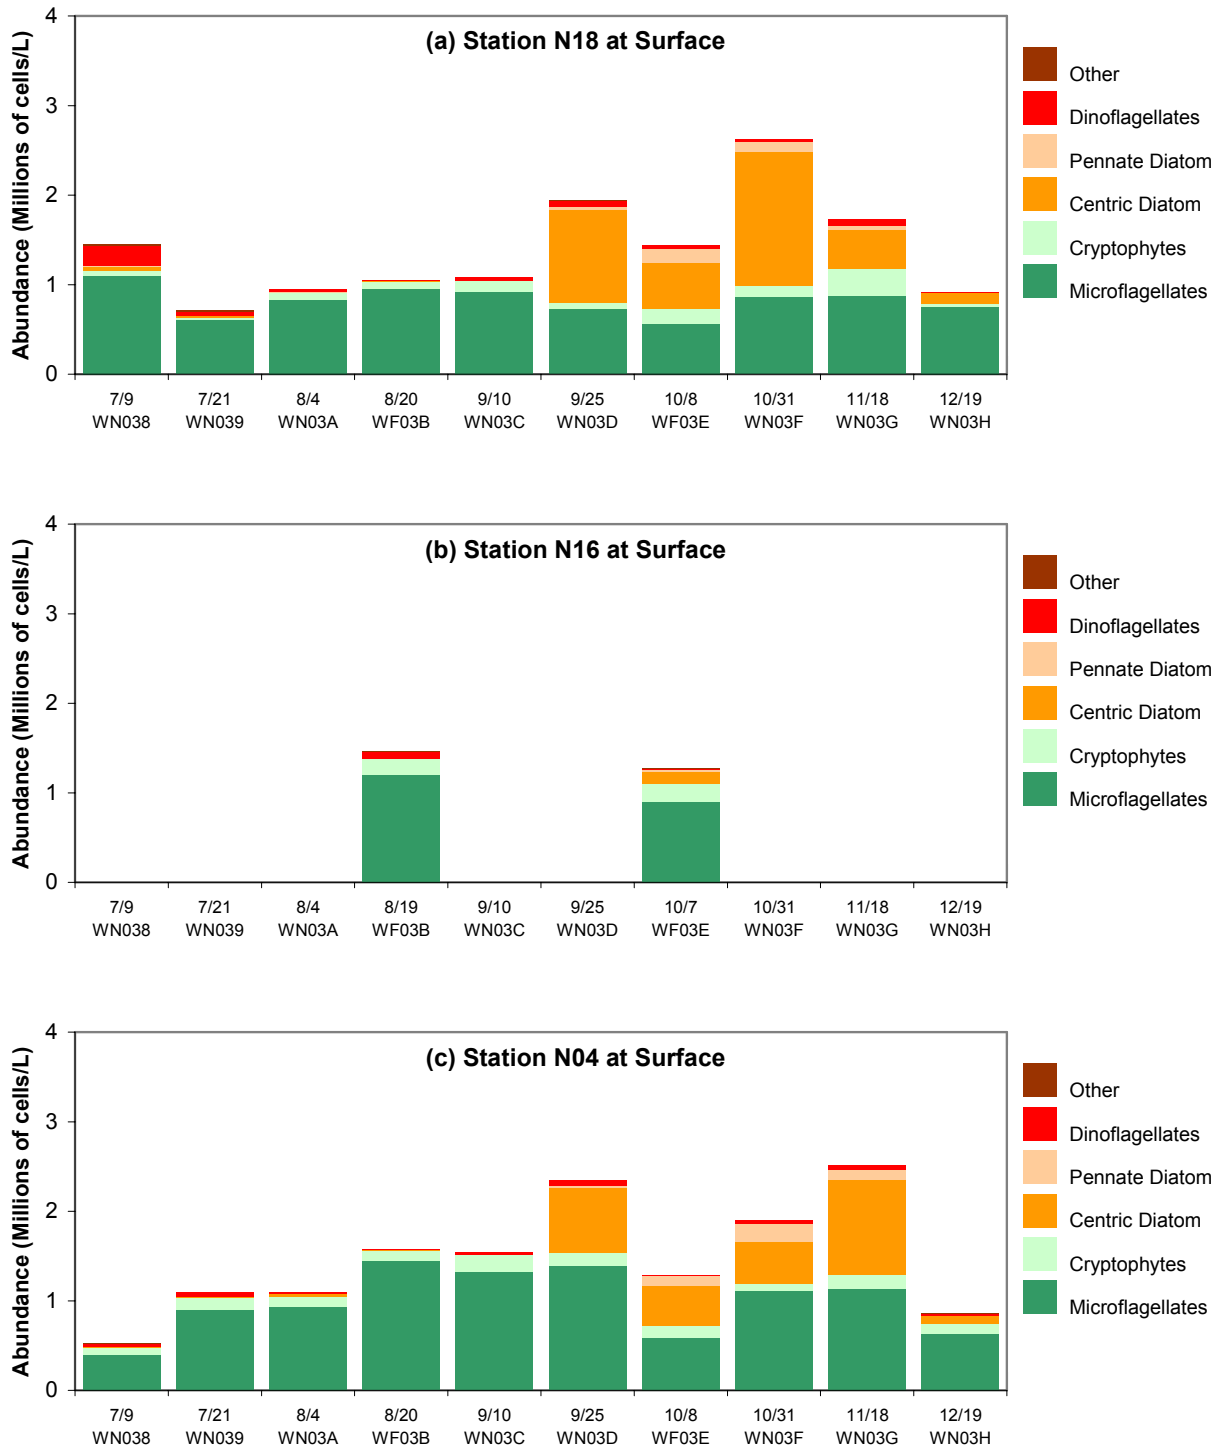 (a) Station N18 at Surface
Abundance (Millions of cells/L)
4
3
2
1
0
7/9 7/21 8/4 8/20 9/10 9/25 10/8 10/31 11/18 12/19
WN038 WN039 WN03A WF03B WN03C WN03D WF03E WN03F WN03G WN03H
Other
Dinoflagellates
Pennate Diatom
Centric Diatom
Cryptophytes
Microflagellates
(b) Station N16 at Surface
Abundance (Millions of cells/L)
4
3
2
1
0
7/9 7/21 8/4 8/19 9/10 9/25 10/7 10/31 11/18 12/19
WN038 WN039 WN03A WF03B WN03C WN03D WF03E WN03F WN03G WN03H
Other
Dinoflagellates
Pennate Diatom
Centric Diatom
Cryptophytes
Microflagellates
(c) Station N04 at Surface
Abundance (Millions of cells/L)
4
3
2
1
0
7/9 7/21 8/4 8/20 9/10 9/25 10/8 10/31 11/18 12/19
WN038 WN039 WN03A WF03B WN03C WN03D WF03E WN03F WN03G WN03H
Other
Dinoflagellates
Pennate Diatom
Centric Diatom
Cryptophytes
Microflagellates